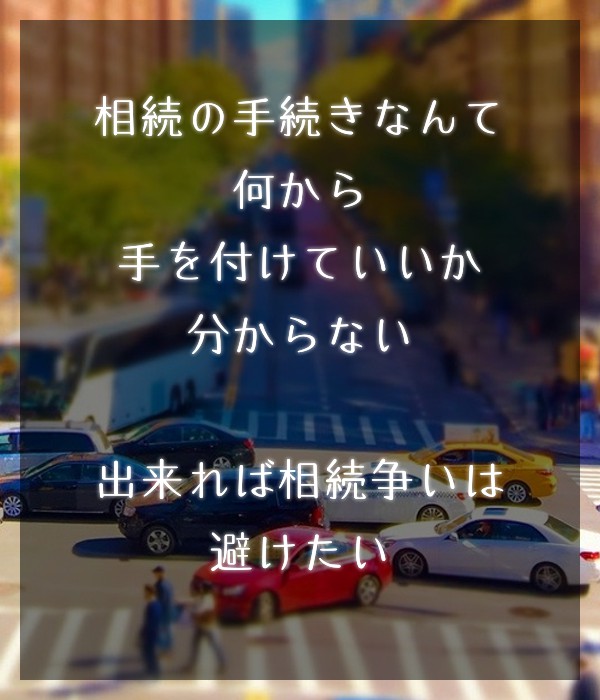 相続の手続きなんて
何から
手を付けていいか
分からない
出来れば相続争いは
避けたい